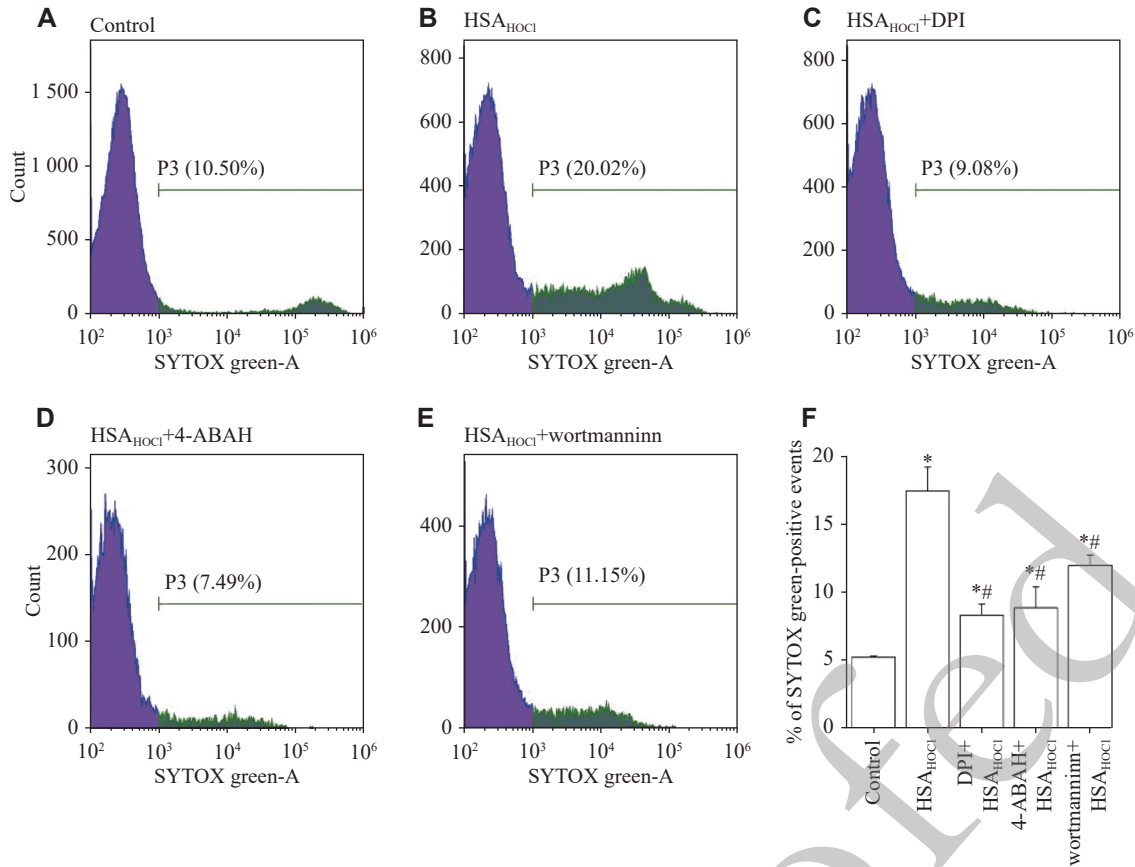 A
Control
1 500
1 000
500
0
Count
P3 (10.50%)
10² 10³ 10⁴ 10⁵ 10⁶
SYTOX green-A
B
HSA_HOCl
800
600
400
200
0
P3 (20.02%)
10² 10³ 10⁴ 10⁵ 10⁶
SYTOX green-A
C
HSA_HOCl+DPI
800
600
400
200
0
P3 (9.08%)
10² 10³ 10⁴ 10⁵ 10⁶
SYTOX green-A
D
HSA_HOCl+4-ABAH
300
200
100
0
Count
P3 (7.49%)
10² 10³ 10⁴ 10⁵ 10⁶
SYTOX green-A
E
HSA_HOCl+wortmanninn
400
200
0
P3 (11.15%)
10² 10³ 10⁴ 10⁵ 10⁶
SYTOX green-A
F
% of SYTOX green-positive events
20
15
10
5
0
*
*#
*#
*#
Control
HSA_HOCl
DPI+
HSA_HOCl
4-ABAH+
HSA_HOCl
wortmanninn+
HSA_HOCl